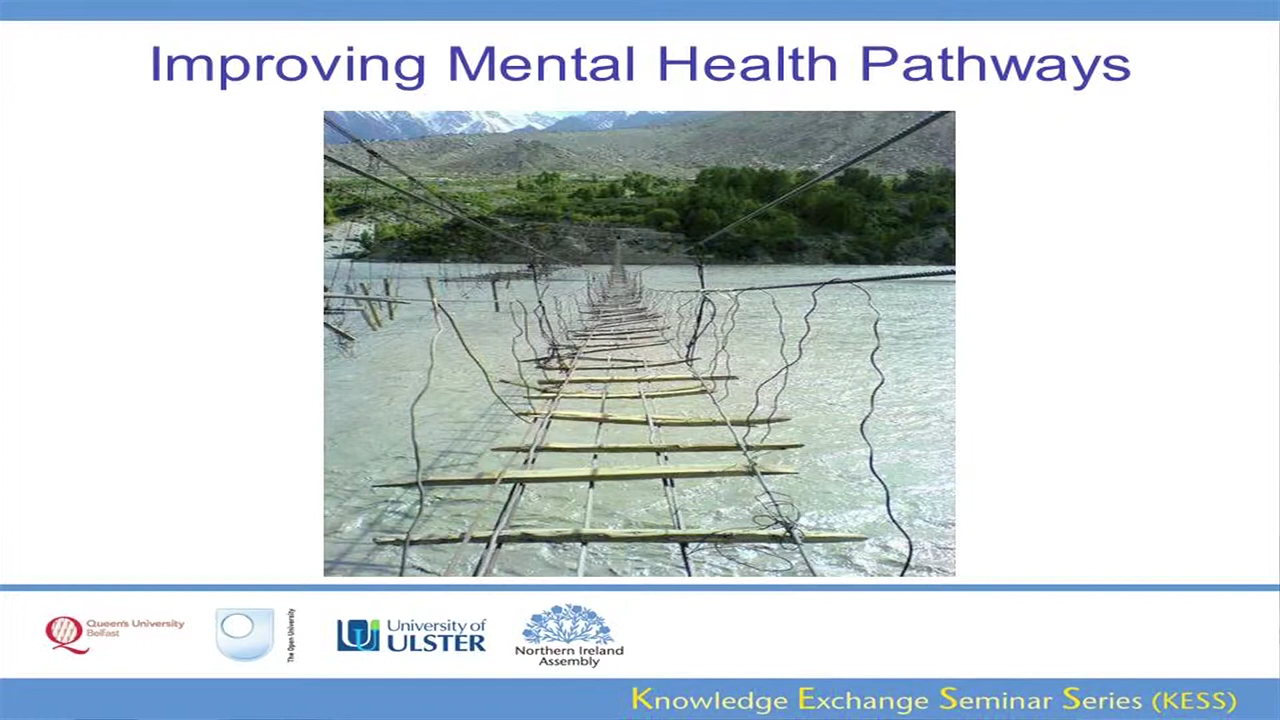 Improving Mental Health Pathways
Queen's University
Belfast
The Open University
University of
ULSTER
Northern Ireland
Assembly
Knowledge Exchange Seminar Series (KESS)